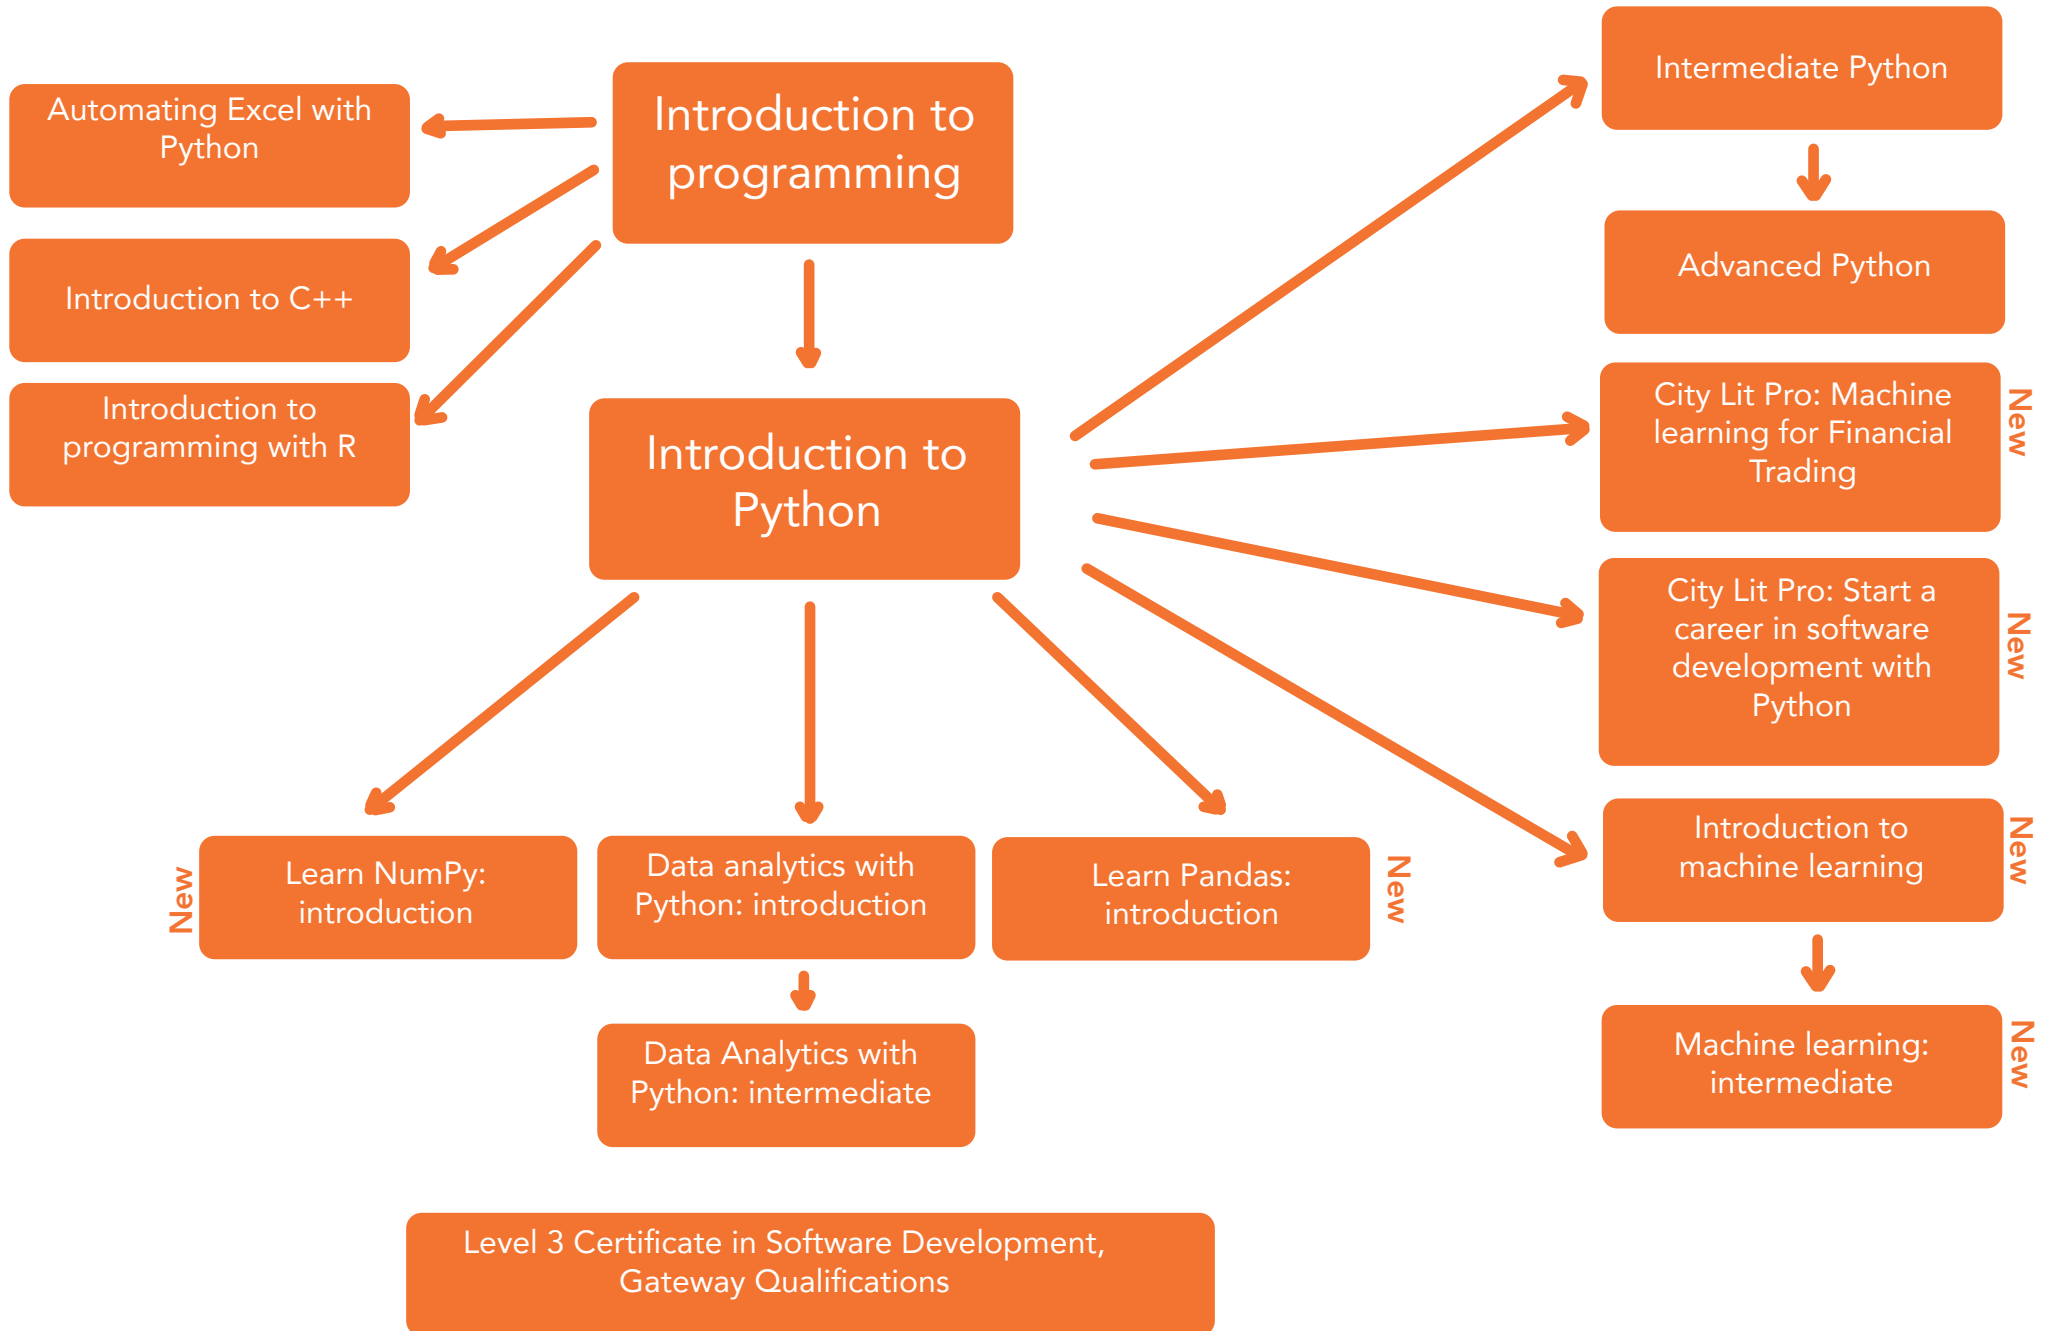 Automating Excel with
Python
Introduction to C++
Introduction to
programming with R
Introduction to
programming
Introduction to
Python
Intermediate Python
Advanced Python
City Lit Pro: Machine
learning for Financial
Trading
New
City Lit Pro: Start a
career in software
development with
Python
New
Introduction to
machine learning
New
Machine learning:
intermediate
New
New
Learn NumPy:
introduction
Data analytics with
Python: introduction
Learn Pandas:
introduction
New
Data Analytics with
Python: intermediate
Level 3 Certificate in Software Development,
Gateway Qualifications